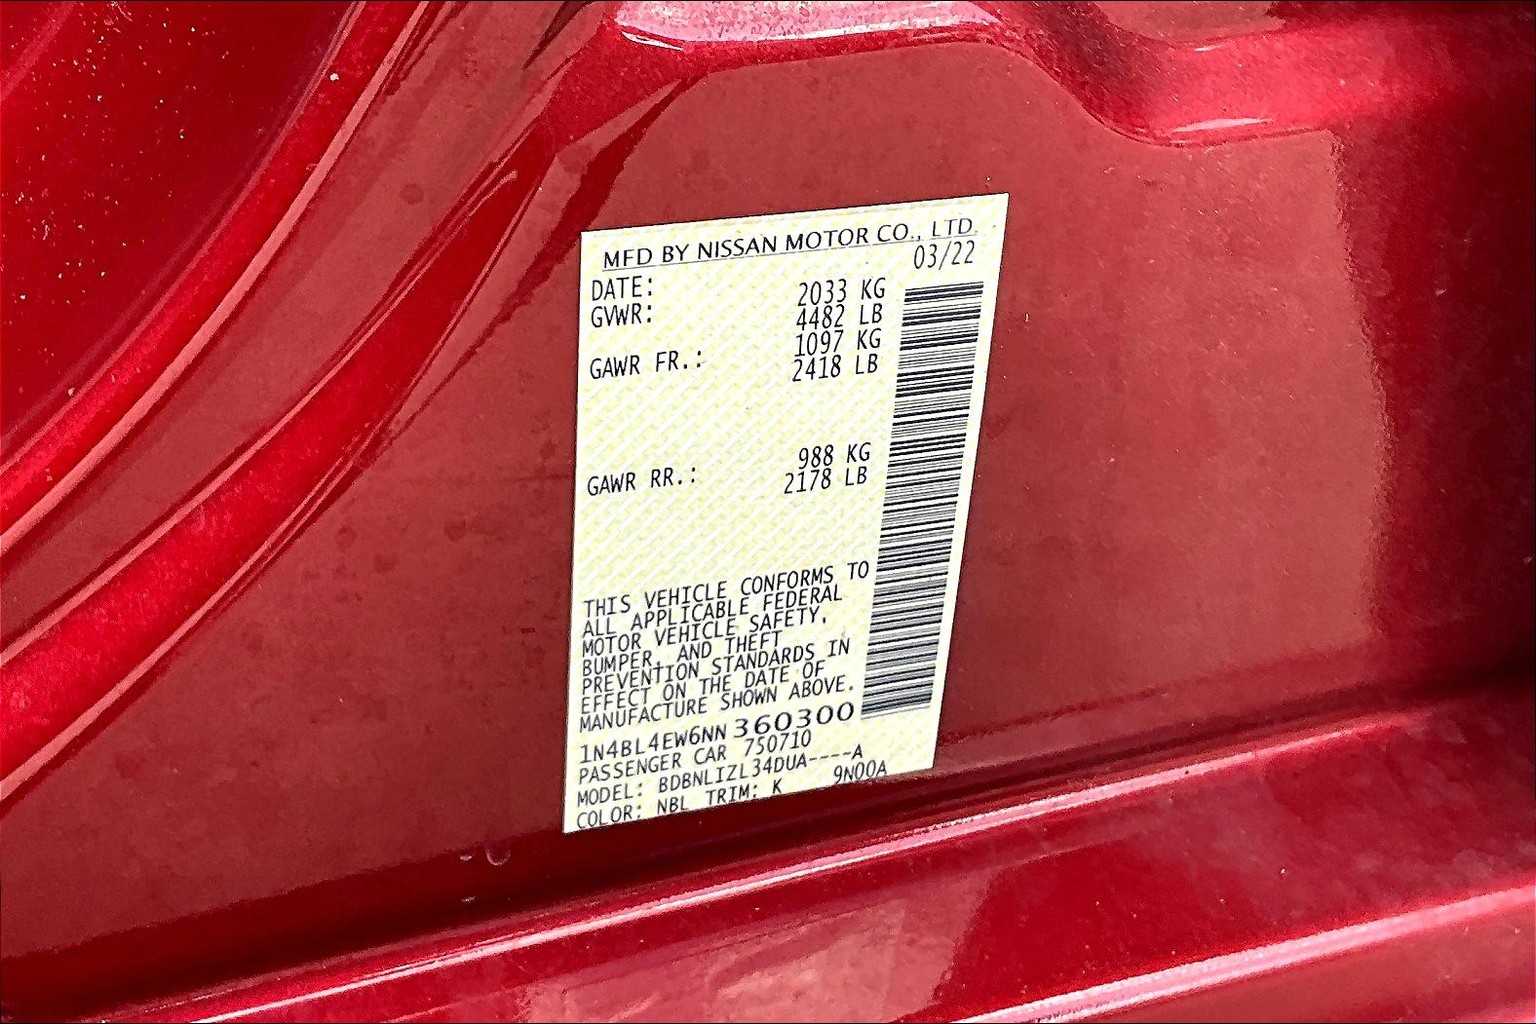 MFD BY NISSAN MOTOR CO., LTD.
DATE: 03/22
GVWR: 2033 KG
4482 LB
GAWR FR.: 1097 KG
2418 LB
GAWR RR.: 988 KG
2178 LB
THIS VEHICLE CONFORMS TO
ALL APPLICABLE FEDERAL
MOTOR VEHICLE SAFETY,
BUMPER, AND THEFT
PREVENTION STANDARDS IN
EFFECT ON THE DATE OF
MANUFACTURE SHOWN ABOVE.
1N4BL4EW6NN360300
PASSENGER CAR 750710
MODEL: BDBNLIZL34DUA----A
COLOR: NBL TRIM: K 9N00A